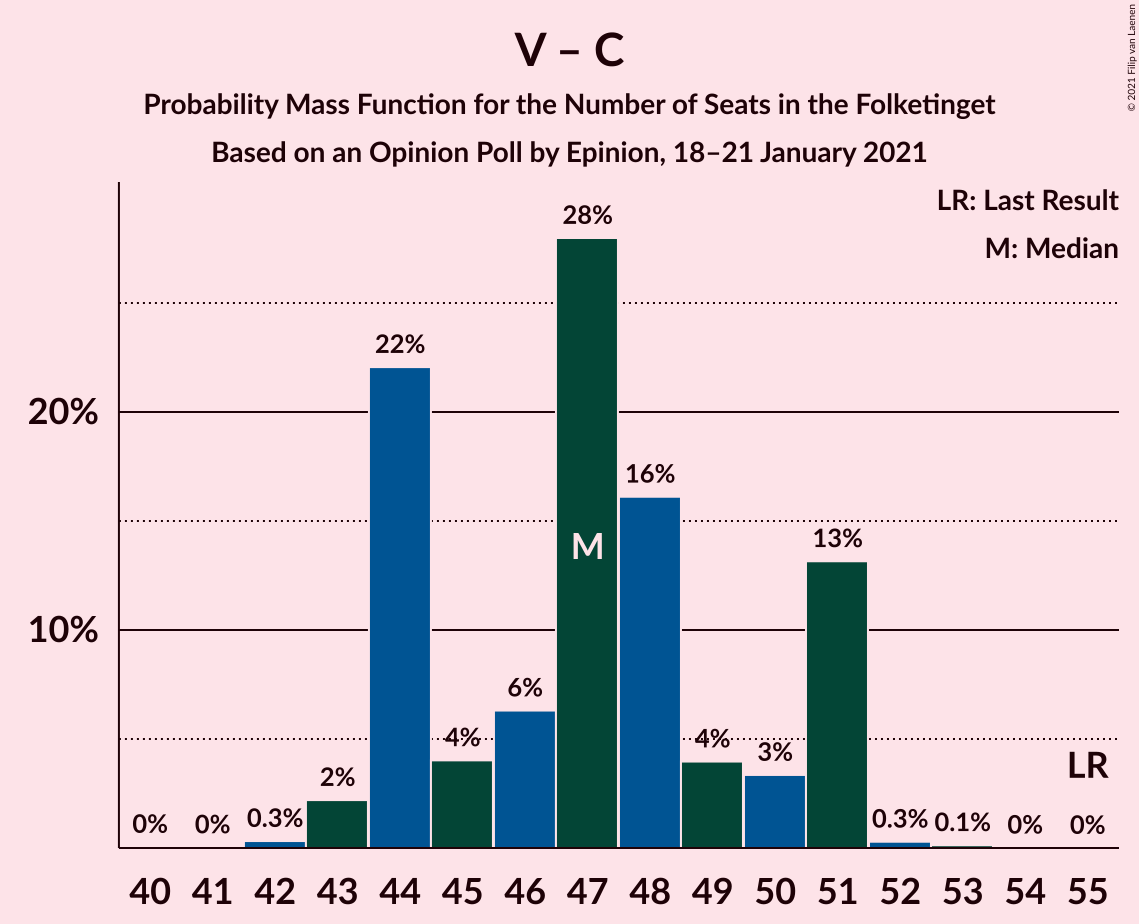 V – C
Probability Mass Function for the Number of Seats in the Folketinget
Based on an Opinion Poll by Epinion, 18–21 January 2021
© 2021 Filip van Laenen
LR: Last Result
M: Median
28%
22%
20%
16%
M
13%
10%
6%
4%
4%
3%
LR
2%
0%
0%
0.3%
0.3%
0.1%
0%
0%
40 41 42 43 44 45 46 47 48 49 50 51 52 53 54 55